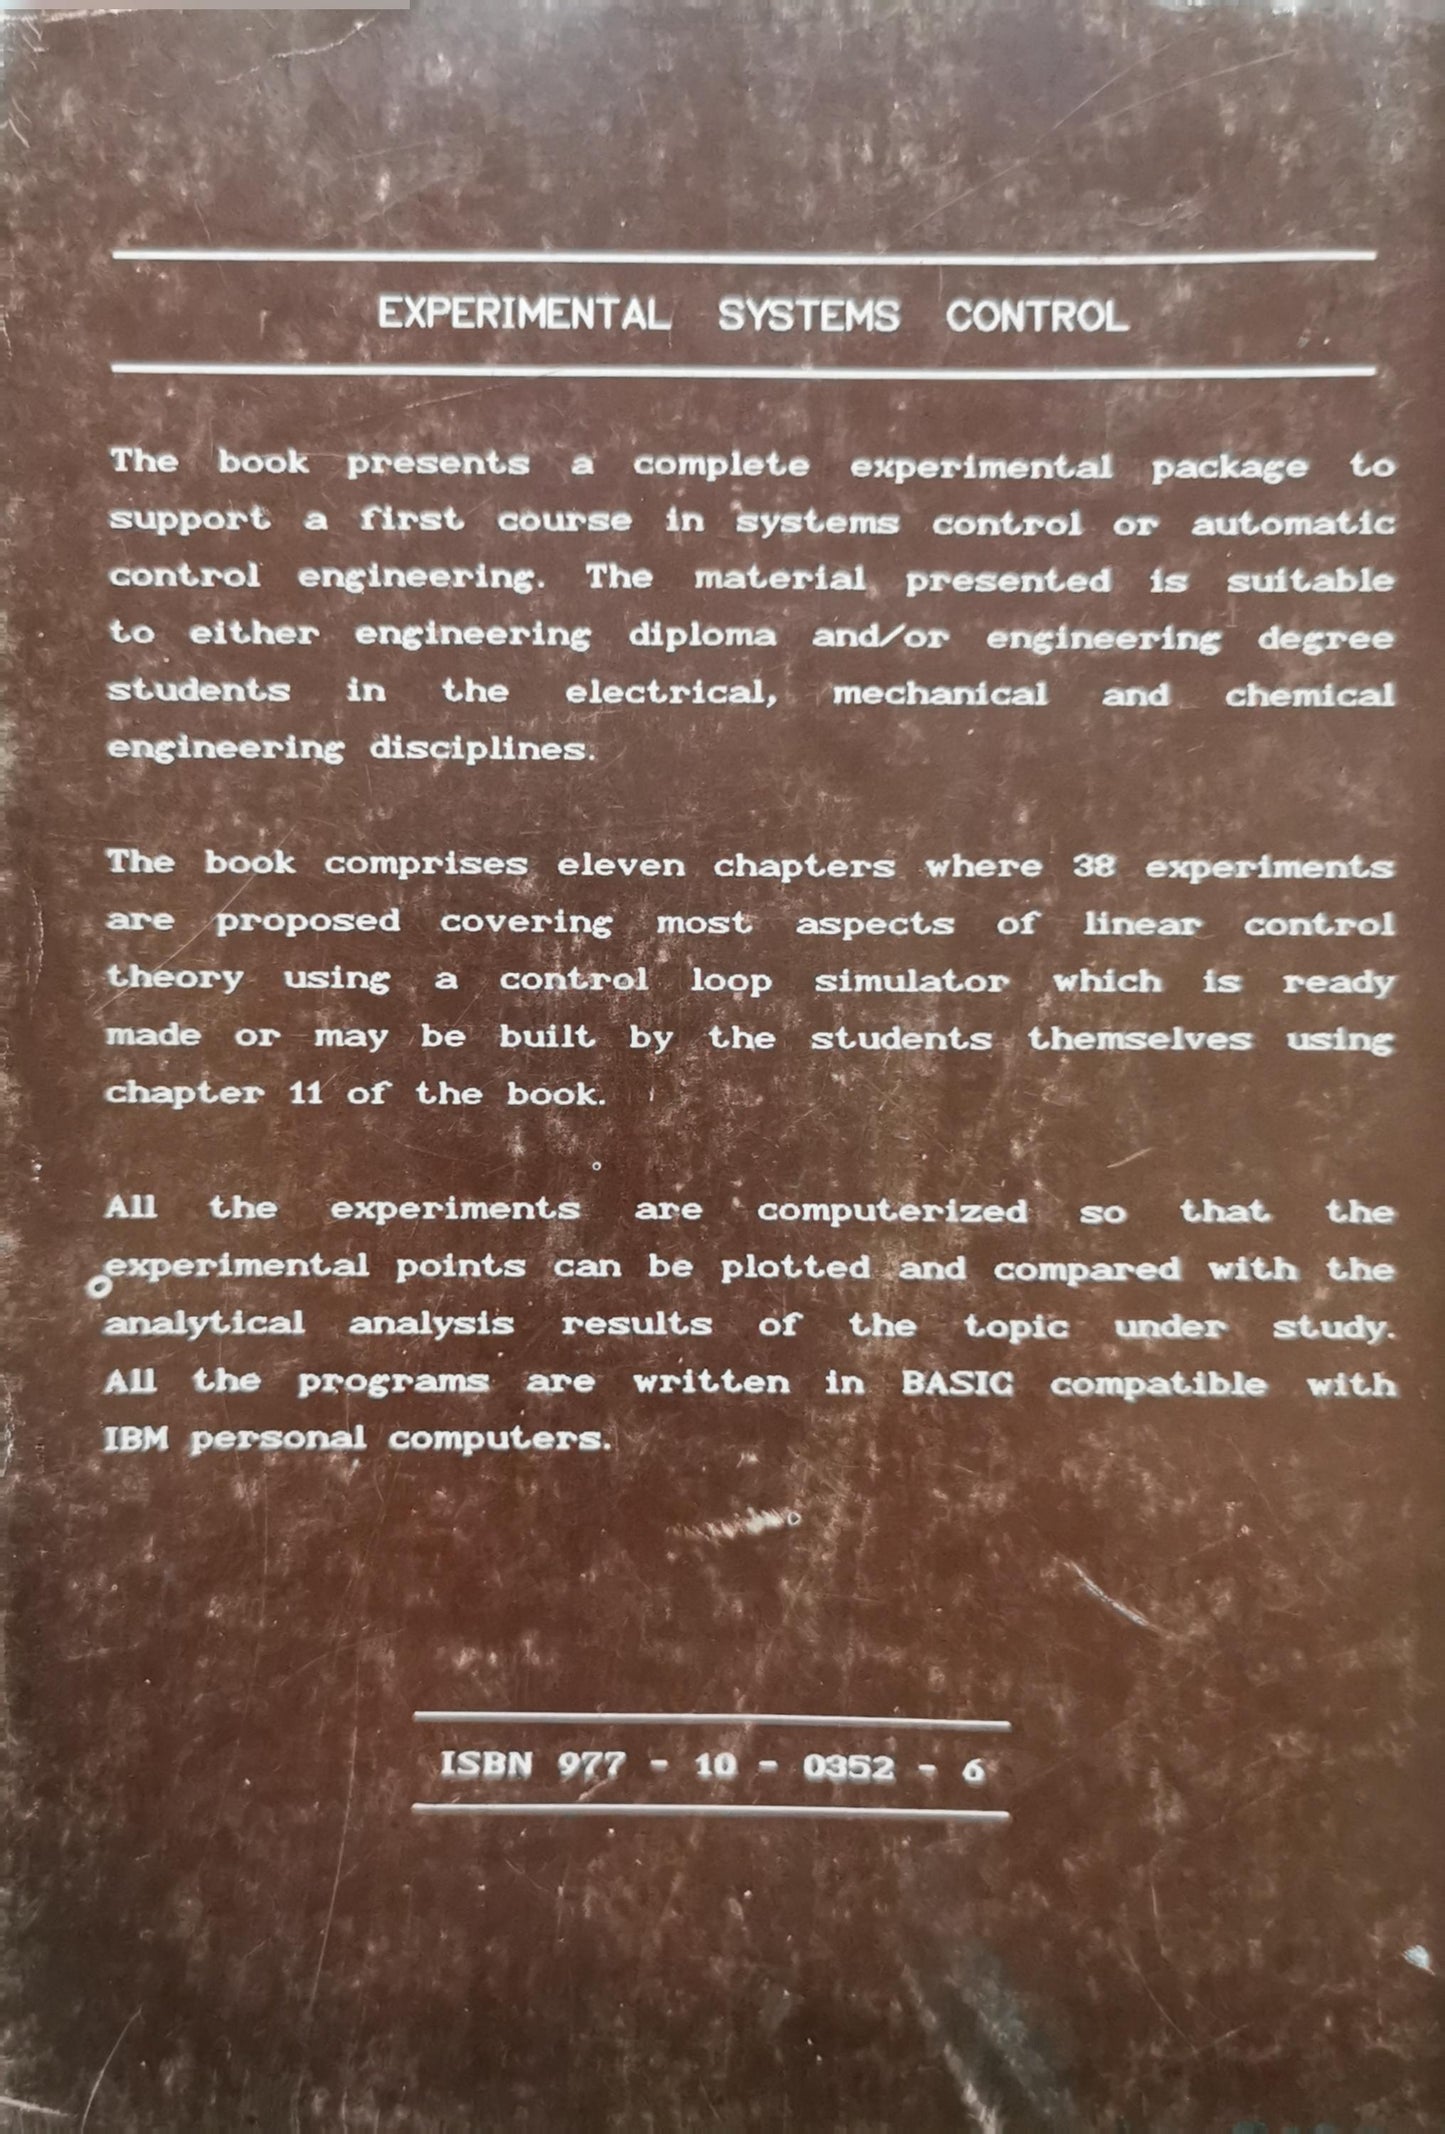 EXPERIMENTAL SYSTEMS CONTROL
The book presents a complete experimental package to
support a first course in systems control or automatic
control engineering. The material presented is suitable
to either engineering diploma and/or engineering degree
students in the electrical, mechanical and chemical
engineering disciplines.
The book comprises eleven chapters where 38 experiments
are proposed covering most aspects of linear control
theory using a control loop simulator which is ready
made or may be built by the students themselves using
chapter 11 of the book.
All the experiments are computerized so that the
experimental points can be plotted and compared with the
analytical analysis results of the topic under study.
All the programs are written in BASIC compatible with
IBM personal computers.
ISBN 977 - 10 - 0352 - 6